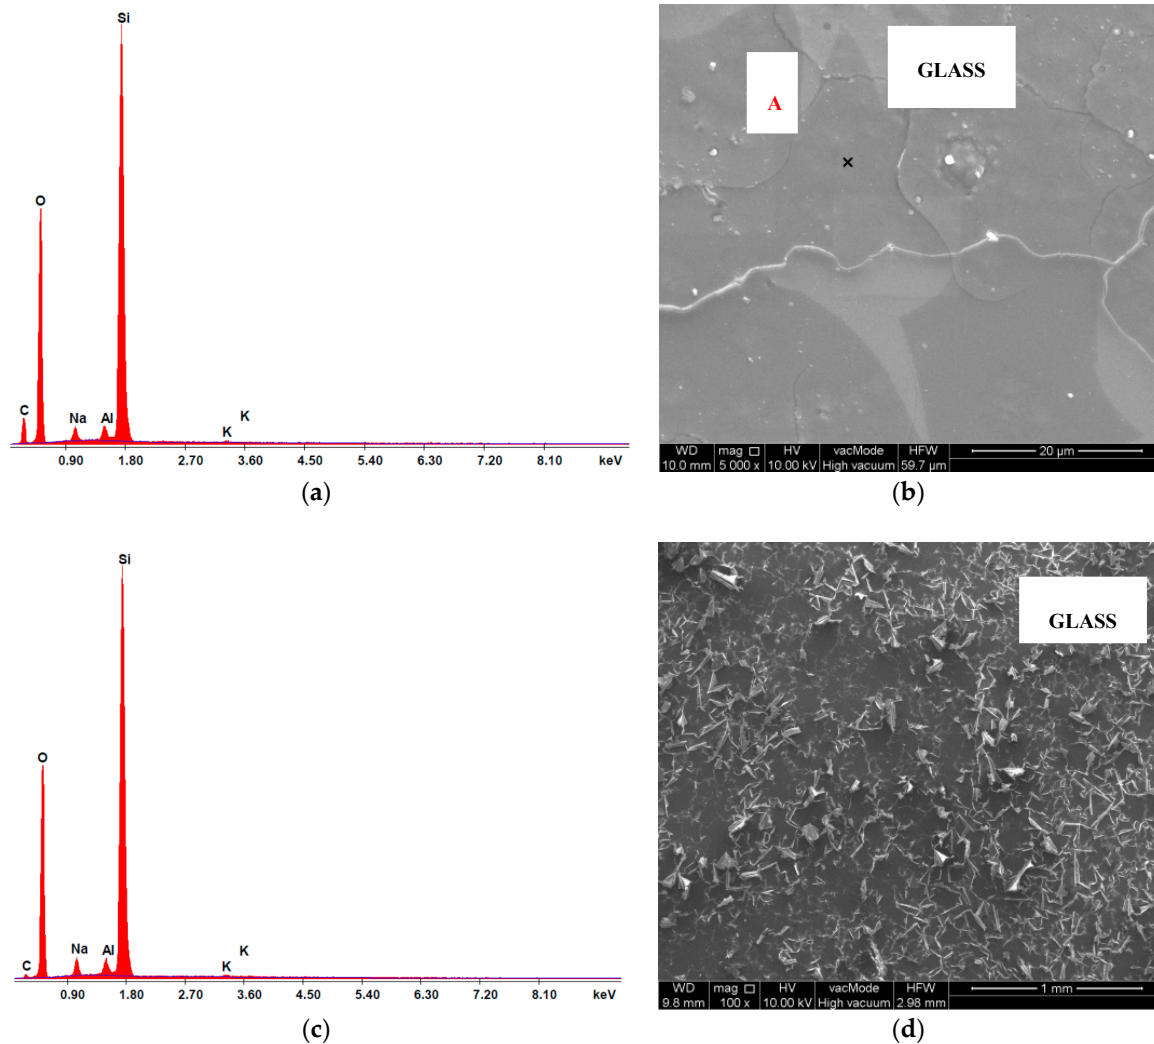 Si
O
C
Na
Al
K
K
0.90 1.80 2.70 3.60 4.50 5.40 6.30 7.20 8.10 keV
(a)
GLASS
A
×
WD mag HV vacMode HFW
10.0 mm 5 000 x 10.00 kV High vacuum 59.7 µm
20 µm
(b)
Si
O
C
Na
Al
K
K
0.90 1.80 2.70 3.60 4.50 5.40 6.30 7.20 8.10 keV
(c)
GLASS
WD mag HV vacMode HFW
9.8 mm 100 x 10.00 kV High vacuum 2.98 mm
1 mm
(d)